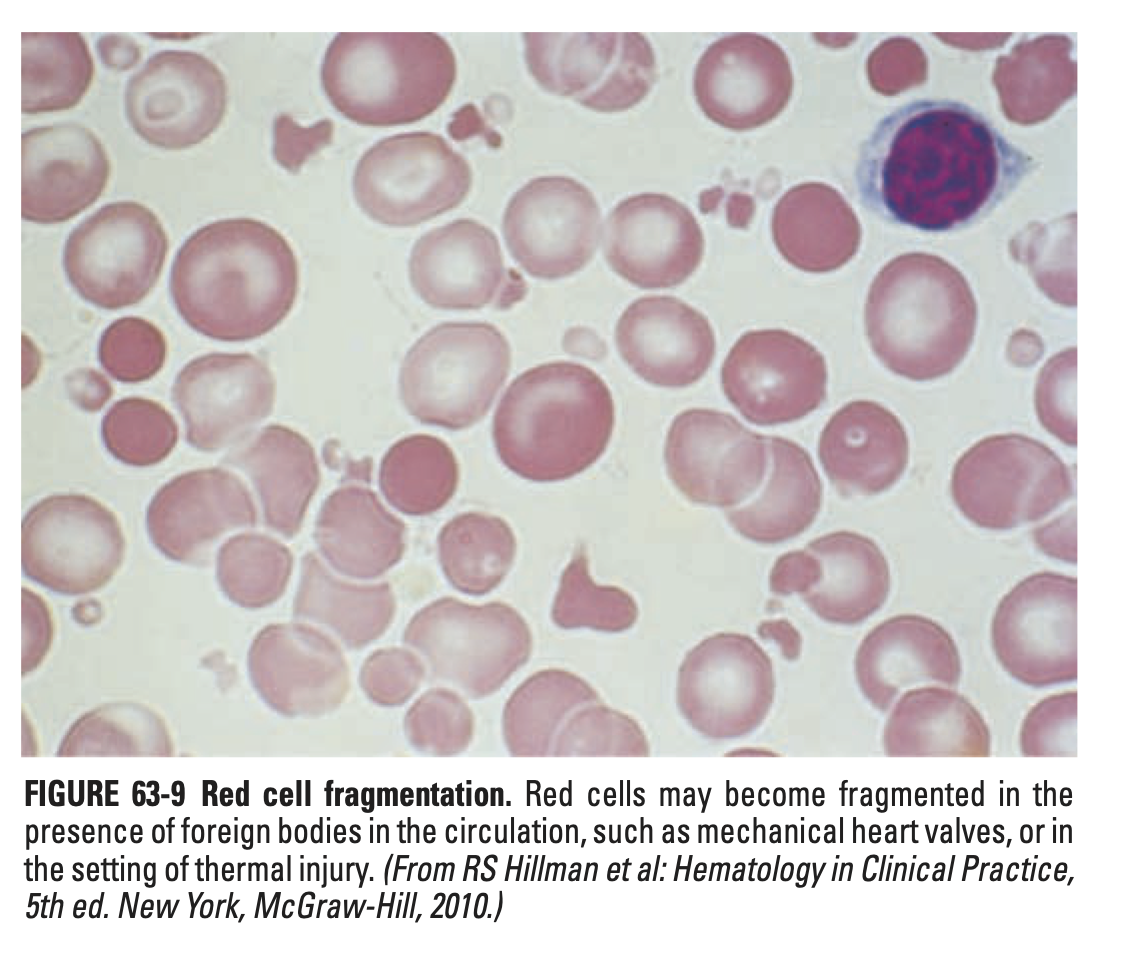 FIGURE 63-9 Red cell fragmentation. Red cells may become fragmented in the
presence of foreign bodies in the circulation, such as mechanical heart valves, or in
the setting of thermal injury. (From RS Hillman et al: Hematology in Clinical Practice,
5th ed. New York, McGraw-Hill, 2010.)